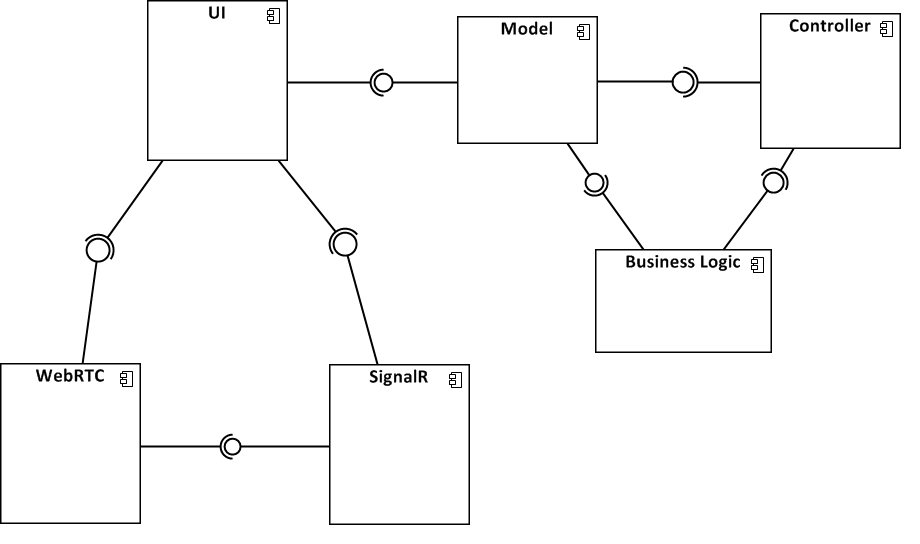 UI
Model
Controller
Business Logic
WebRTC
SignalR